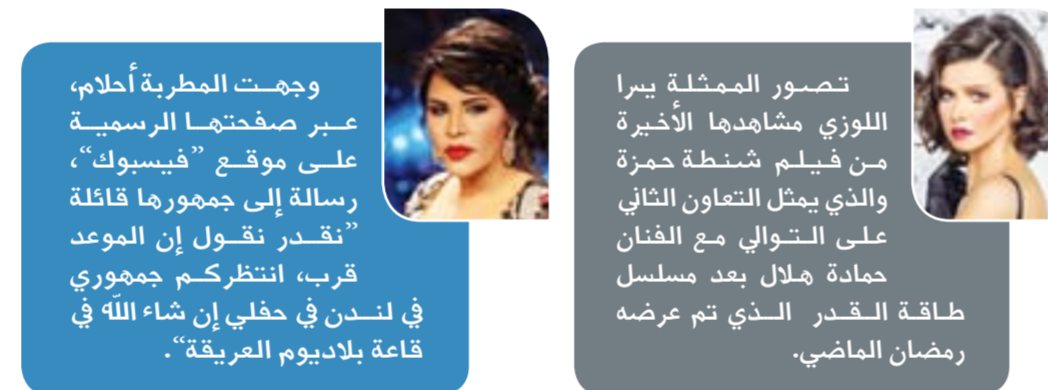 تصور الممثلة يسرا
اللوزي مشاهدها الأخيرة
من فيلم شنطة حمزة
والذي يمثل التعاون الثاني
على التوالي مع الفنان
حمادة هلال بعد مسلسل
طاقة القدر الذي تم عرضه
رمضان الماضي.
وجهت المطربة أحلام،
عبر صفحتها الرسمية
على موقع ”فيسبوك“،
رسالة إلى جمهورها قائلة
”نقدر نقول إن الموعد
قرب، انتظركم جمهوري
في لندن في حفلي إن شاء اللّه في
قاعة بلاديوم العريقة“.